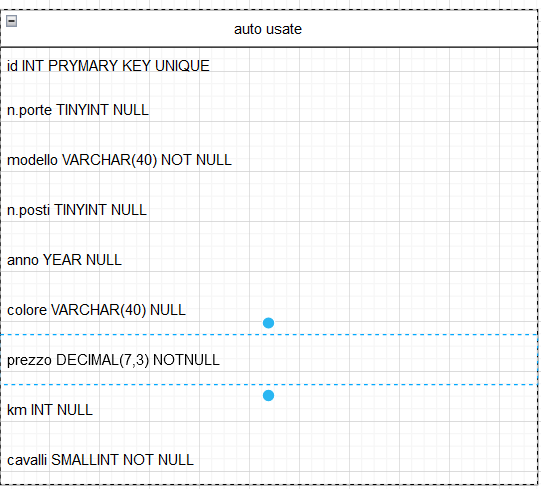 auto usate
id INT PRYMARY KEY UNIQUE
n.porte TINYINT NULL
modello VARCHAR(40) NOT NULL
n.posti TINYINT NULL
anno YEAR NULL
colore VARCHAR(40) NULL
prezzo DECIMAL(7,3) NOTNULL
km INT NULL
cavalli SMALLINT NOT NULL